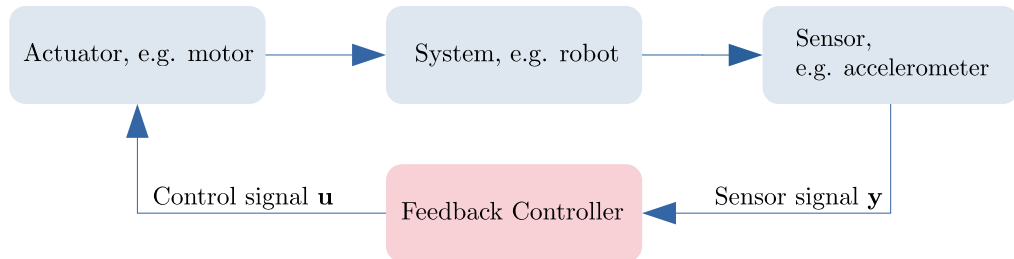 Actuator, e.g. motor
System, e.g. robot
Sensor,
e.g. accelerometer
Control signal u
Feedback Controller
Sensor signal y